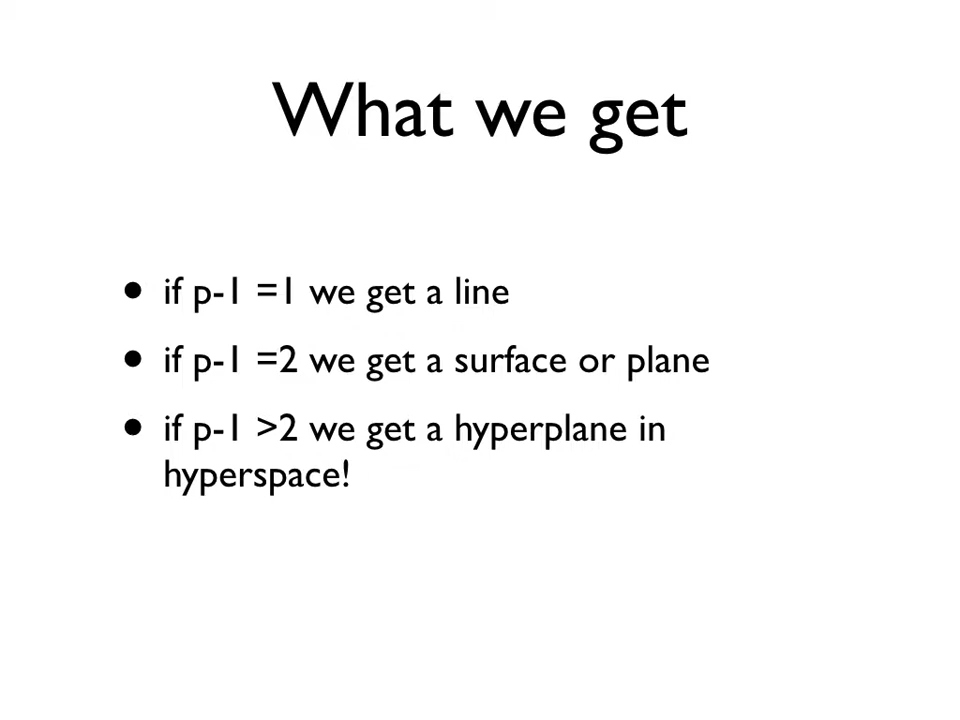 What we get
• if p-1 =1 we get a line
• if p-1 =2 we get a surface or plane
• if p-1 >2 we get a hyperplane in
hyperspace!